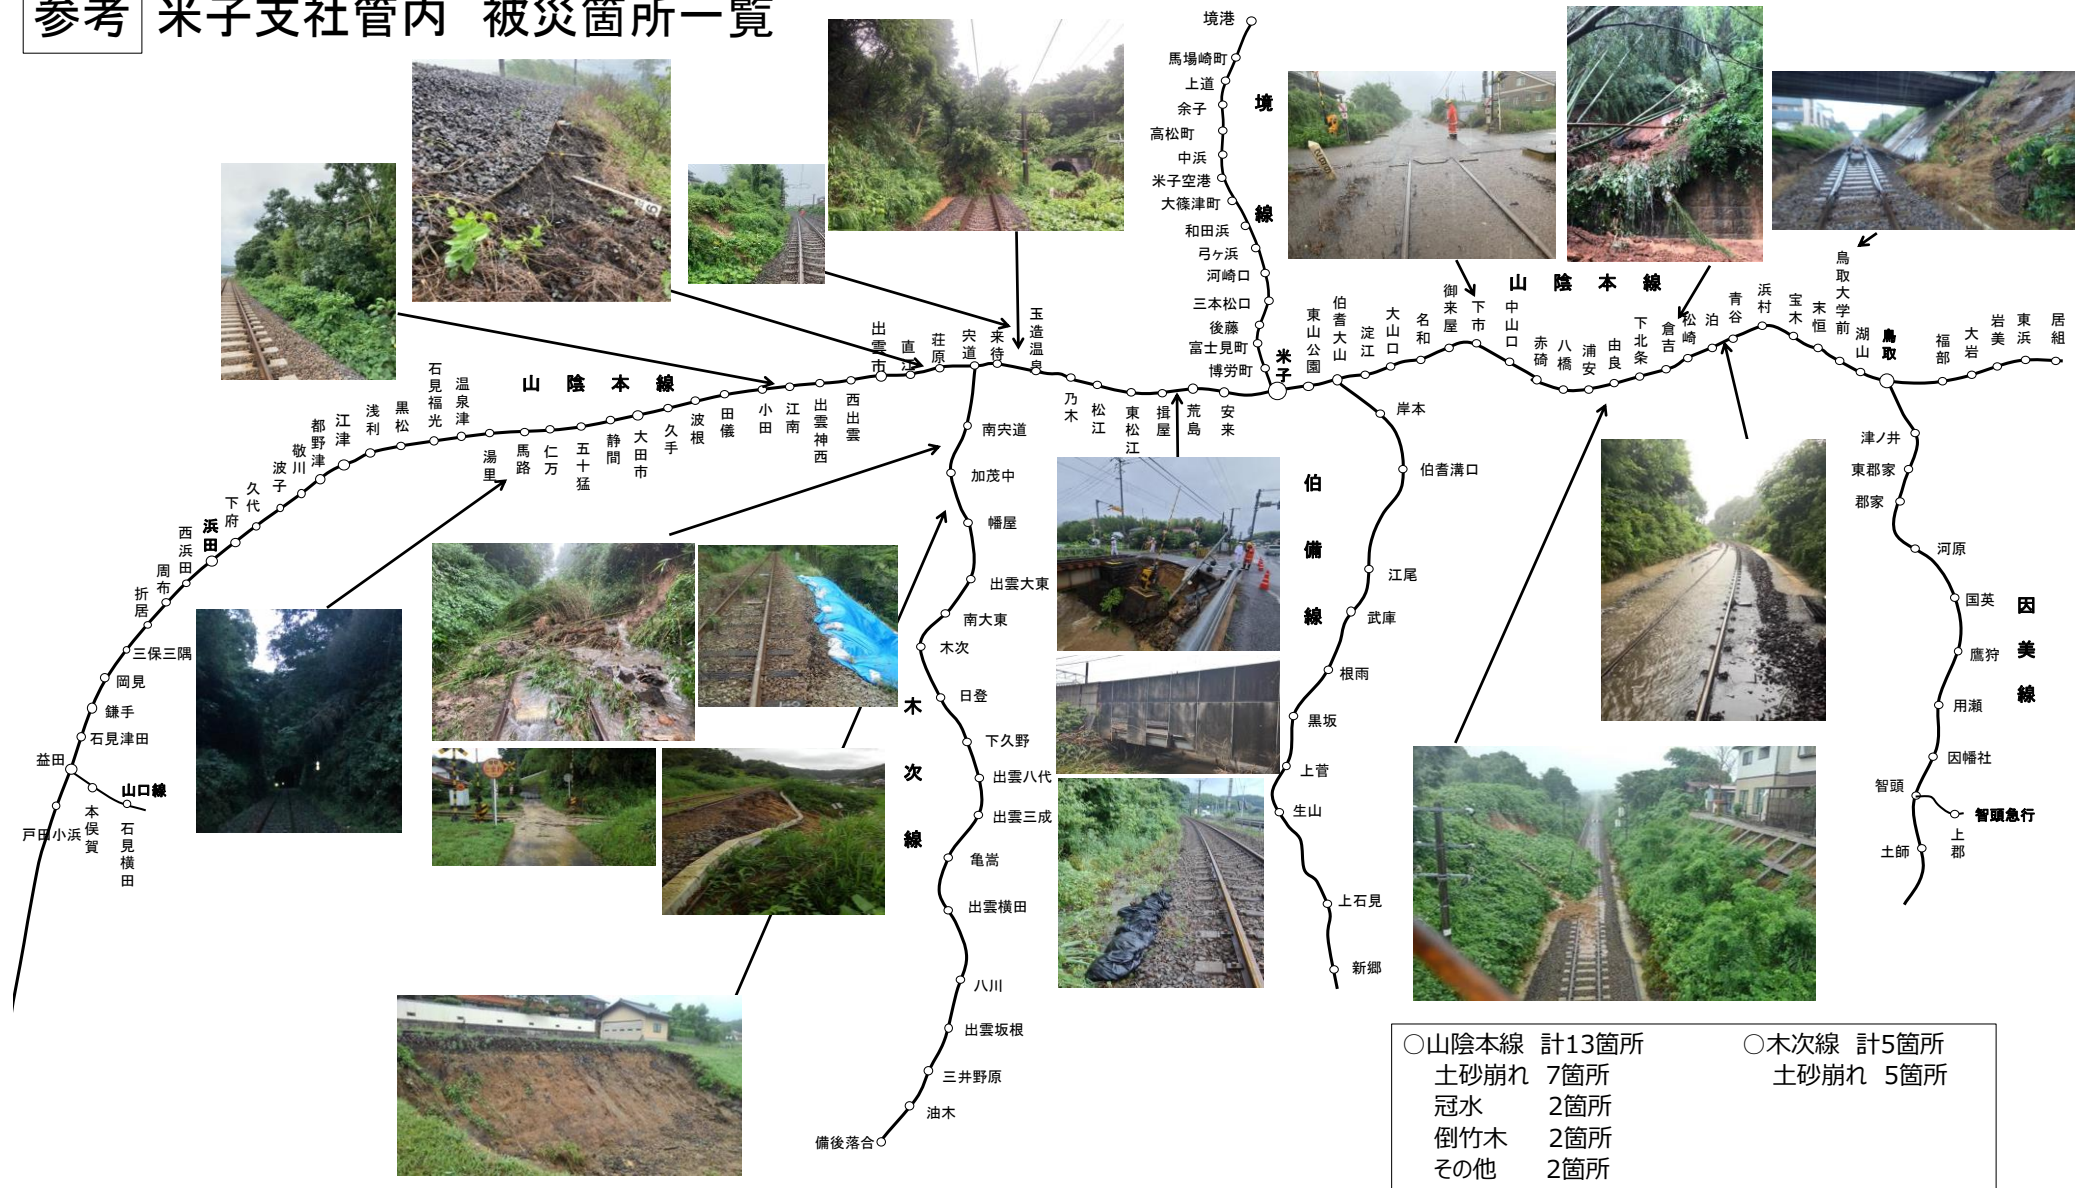 参考 米子支社管内 被災箇所一覧
境港
馬場崎町
上道
余子
高松町
中浜
米子空港
大篠津町
和田浜
弓ヶ浜
河崎口
三本松口
後藤
富士見町
博労町
米子
境線
山陰本線
戸田小浜
益田
石見津田
鎌手
岡見
三保三隅
折居
周布
西浜田
浜田
下府
久代
波子
敬川
都野津
江津
浅利
黒松
石見福光
温泉津
湯里
馬路
仁万
五十猛
静間
大田市
久手
波根
田儀
小田
江南
出雲神西
西出雲
出雲市
直江
荘原
宍道
来待
玉造温泉
乃木
松江
東松江
揖屋
荒島
安来
山口線
本俣賀
石見横田
山陰本線
東山公園
伯耆大山
淀江
大山口
名和
御来屋
下市
中山口
赤碕
八橋
浦安
由良
下北条
倉吉
松崎
泊
青谷
浜村
宝木
末恒
鳥取大学前
湖山
鳥取
福部
大岩
岩美
東浜
居組
木次線
南宍道
加茂中
幡屋
出雲大東
南大東
木次
日登
下久野
出雲八代
出雲三成
亀嵩
出雲横田
八川
出雲坂根
三井野原
油木
備後落合
伯備線
岸本
伯耆溝口
江尾
武庫
根雨
黒坂
上菅
生山
上石見
新郷
因美線
津ノ井
東郡家
郡家
河原
国英
鷹狩
用瀬
因幡社
智頭
土師
智頭急行
上郡
○山陰本線 計13箇所
土砂崩れ 7箇所
冠水 2箇所
倒竹木 2箇所
その他 2箇所
○木次線 計5箇所
土砂崩れ 5箇所